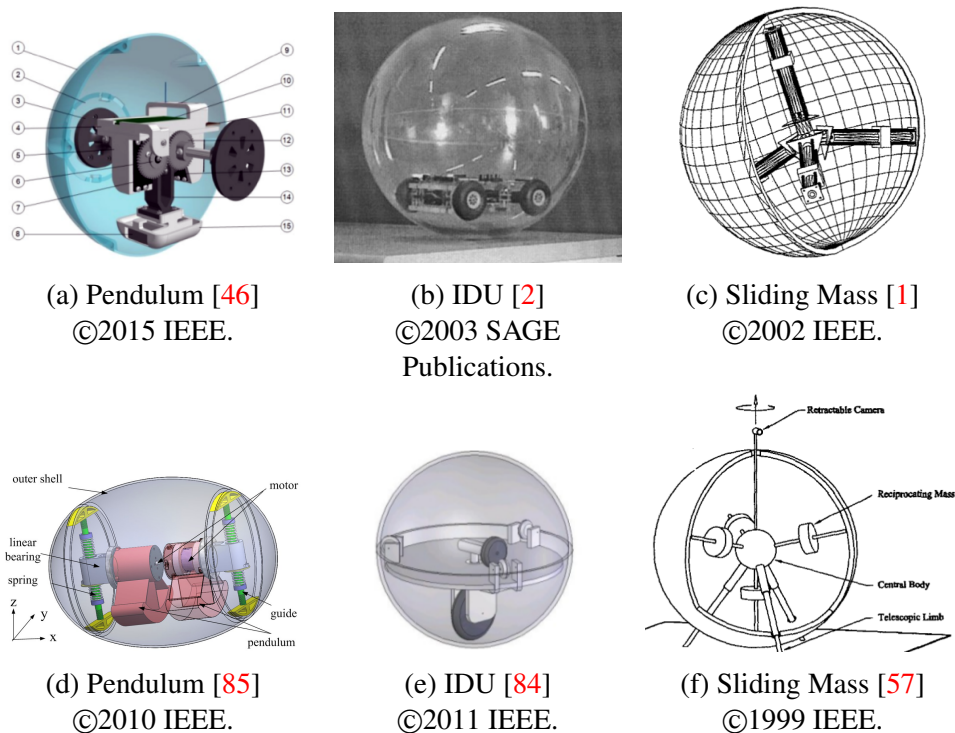 1
2
3
4
5
6
7
8
9
10
11
12
13
14
15
(a) Pendulum [46]
©2015 IEEE.
(b) IDU [2]
©2003 SAGE
Publications.
(c) Sliding Mass [1]
©2002 IEEE.
outer shell
motor
linear
bearing
spring
guide
pendulum
z
y
x
(d) Pendulum [85]
©2010 IEEE.
(e) IDU [84]
©2011 IEEE.
Retractable Camera
Reciprocating Mass
Central Body
Telescopic Limb
(f) Sliding Mass [57]
©1999 IEEE.